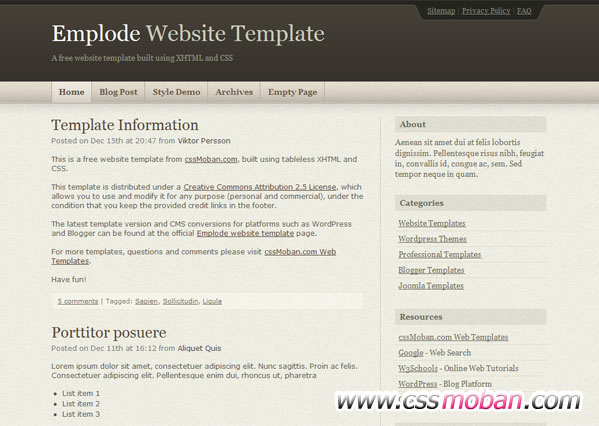 Sitemap | Privacy Policy | FAQ
Emplode Website Template
A free website template built using XHTML and CSS
Home
Blog Post
Style Demo
Archives
Empty Page
Template Information
Posted on Dec 15th at 20:47 from Viktor Persson
This is a free website template from cssMoban.com, built using tableless XHTML and
CSS.
This template is distributed under a Creative Commons Attribution 2.5 License, which
allows you to use and modify it for any purpose (personal and commercial), under the
condition that you keep the provided credit links in the footer.
The latest template version and CMS conversions for platforms such as WordPress
and Blogger can be found at the official Emplode website template page.
For more templates, questions and comments please visit cssMoban.com Web
Templates.
Have fun!
5 comments | Tagged: Sapien, Sollicitudin, Ligula
Porttitor posuere
Posted on Dec 11th at 16:12 from Aliquet Quis
Lorem ipsum dolor sit amet, consectetuer adipiscing elit. Nunc sagittis. Proin ac felis.
Consectetuer adipiscing elit. Pellentesque enim dui, rhoncus ut, pharetra
List item 1
List item 2
List item 3
About
Aenean sit amet dui at felis lobortis
dignissim. Pellentesque risus nibh, feugiat
in, convallis id, congue ac, sem. Sed
tempor neque in quam.
Categories
Website Templates
Wordpress Themes
Professional Templates
Blogger Templates
Joomla Templates
Resources
cssMoban.com Web Templates
Google - Web Search
W3Schools - Online Web Tutorials
WordPress - Blog Platform
www.cssmoban.com